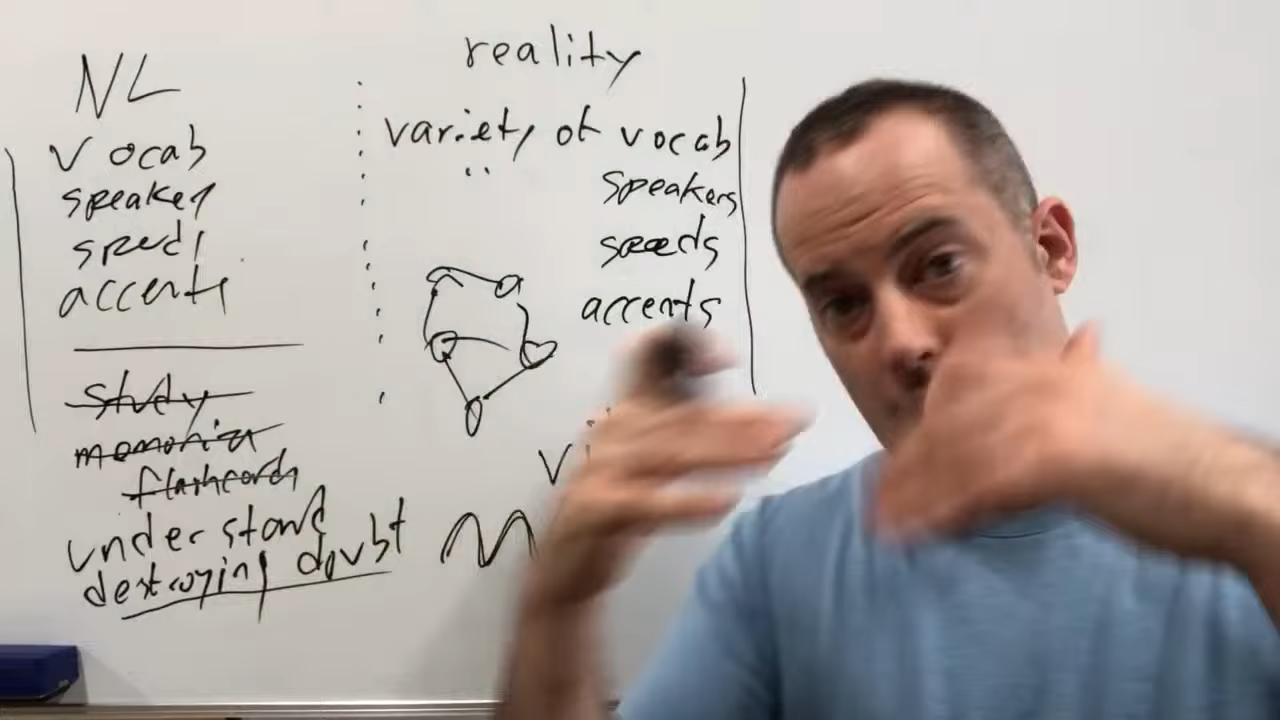 NL
vocab
speaker
speed
accents
study
memorize
flashcards
understand
destroying doubt
reality
variety of vocab
" speakers
speeds
accents